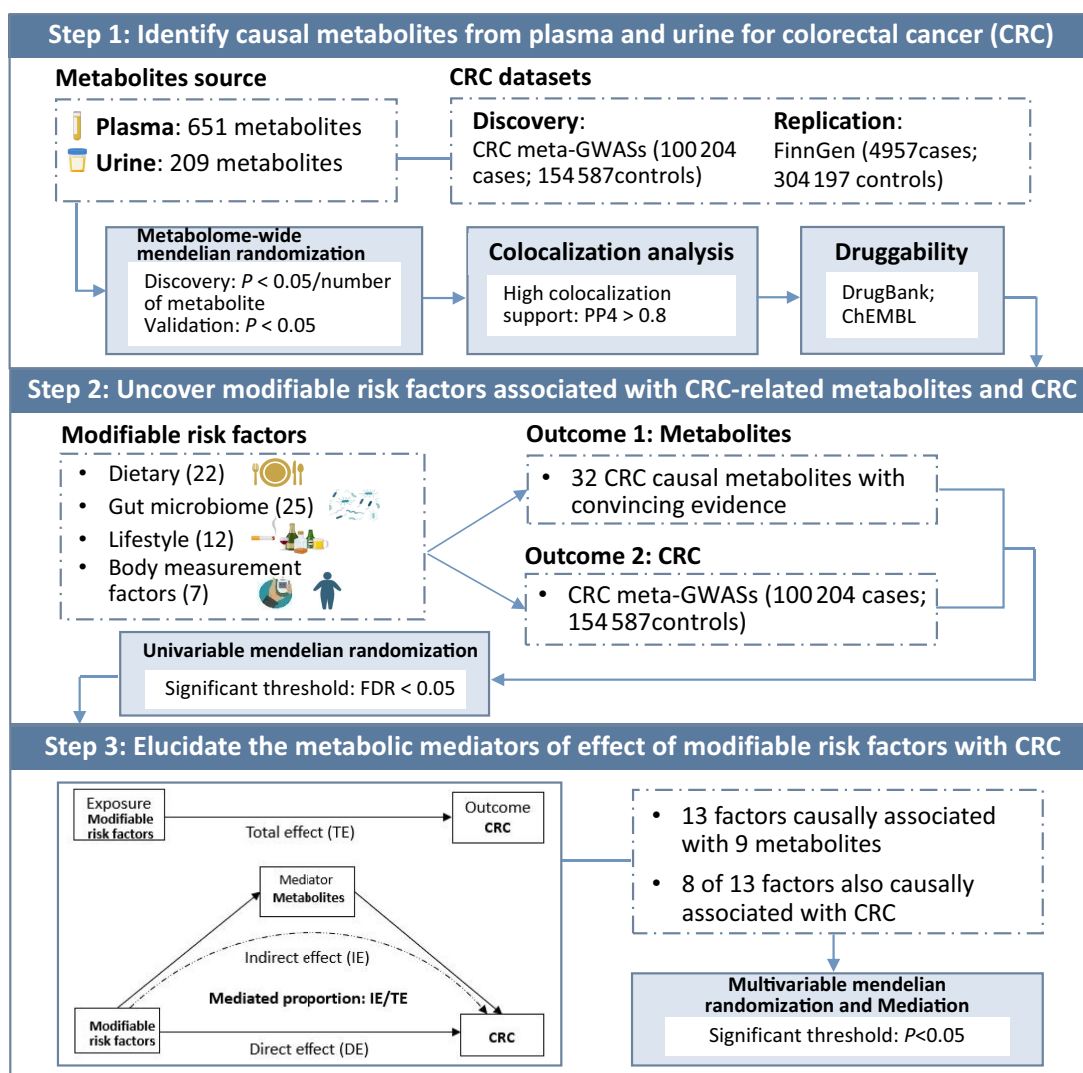 Step 1: Identify causal metabolites from plasma and urine for colorectal cancer (CRC)
Metabolites source
Plasma: 651 metabolites
Urine: 209 metabolites
CRC datasets
Discovery:
CRC meta-GWASs (100 204
cases; 154 587controls)
Replication:
FinnGen (4957cases;
304 197 controls)
Metabolome-wide
mendelian randomization
Discovery: P < 0.05/number
of metabolite
Validation: P < 0.05
Colocalization analysis
High colocalization
support: PP4 > 0.8
Druggability
DrugBank;
ChEMBL
Step 2: Uncover modifiable risk factors associated with CRC-related metabolites and CRC
Modifiable risk factors
• Dietary (22)
• Gut microbiome (25)
• Lifestyle (12)
• Body measurement
factors (7)
Outcome 1: Metabolites
• 32 CRC causal metabolites with
convincing evidence
Outcome 2: CRC
• CRC meta-GWASs (100 204 cases;
154 587controls)
Univariable mendelian randomization
Significant threshold: FDR < 0.05
Step 3: Elucidate the metabolic mediators of effect of modifiable risk factors with CRC
Exposure
Modifiable
risk factors
Total effect (TE)
Outcome
CRC
Mediator
Metabolites
Indirect effect (IE)
Mediated proportion: IE/TE
Modifiable
risk factors
Direct effect (DE)
CRC
• 13 factors causally associated
with 9 metabolites
• 8 of 13 factors also causally
associated with CRC
Multivariable mendelian
randomization and Mediation
Significant threshold: P<0.05